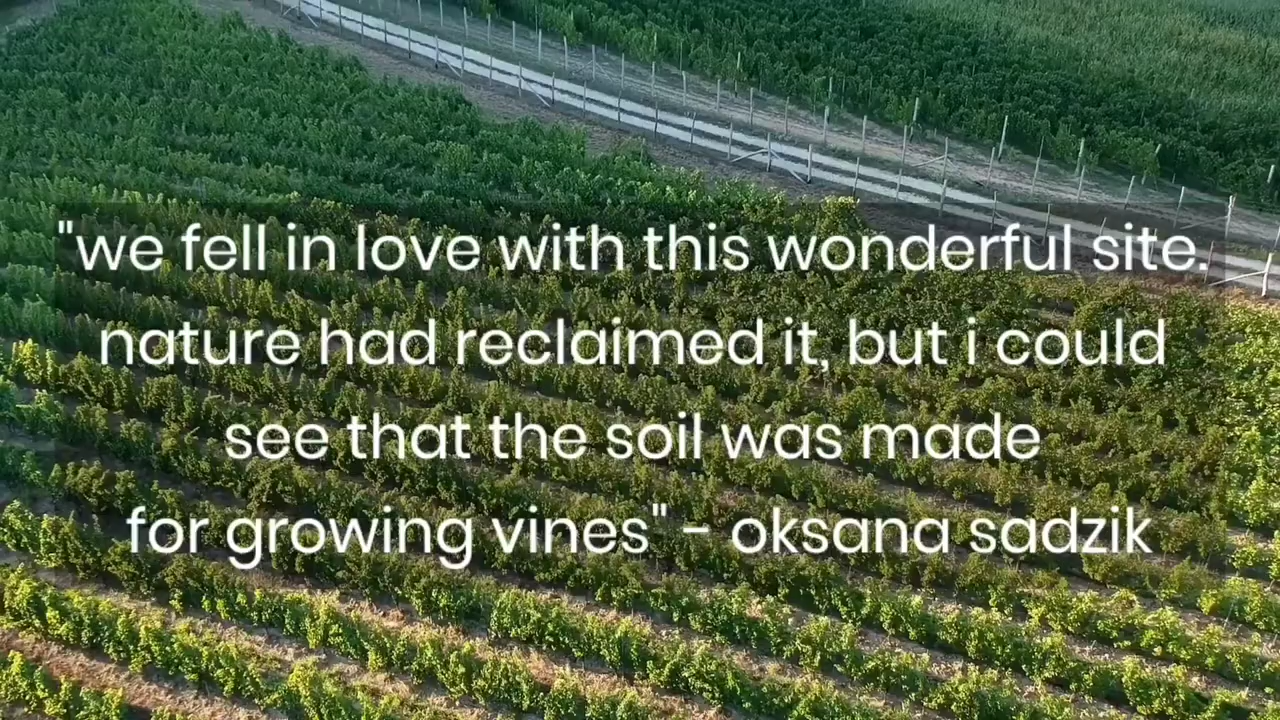 "we fell in love with this wonderful site.
nature had reclaimed it, but i could
see that the soil was made
for growing vines" - oksana sadzik